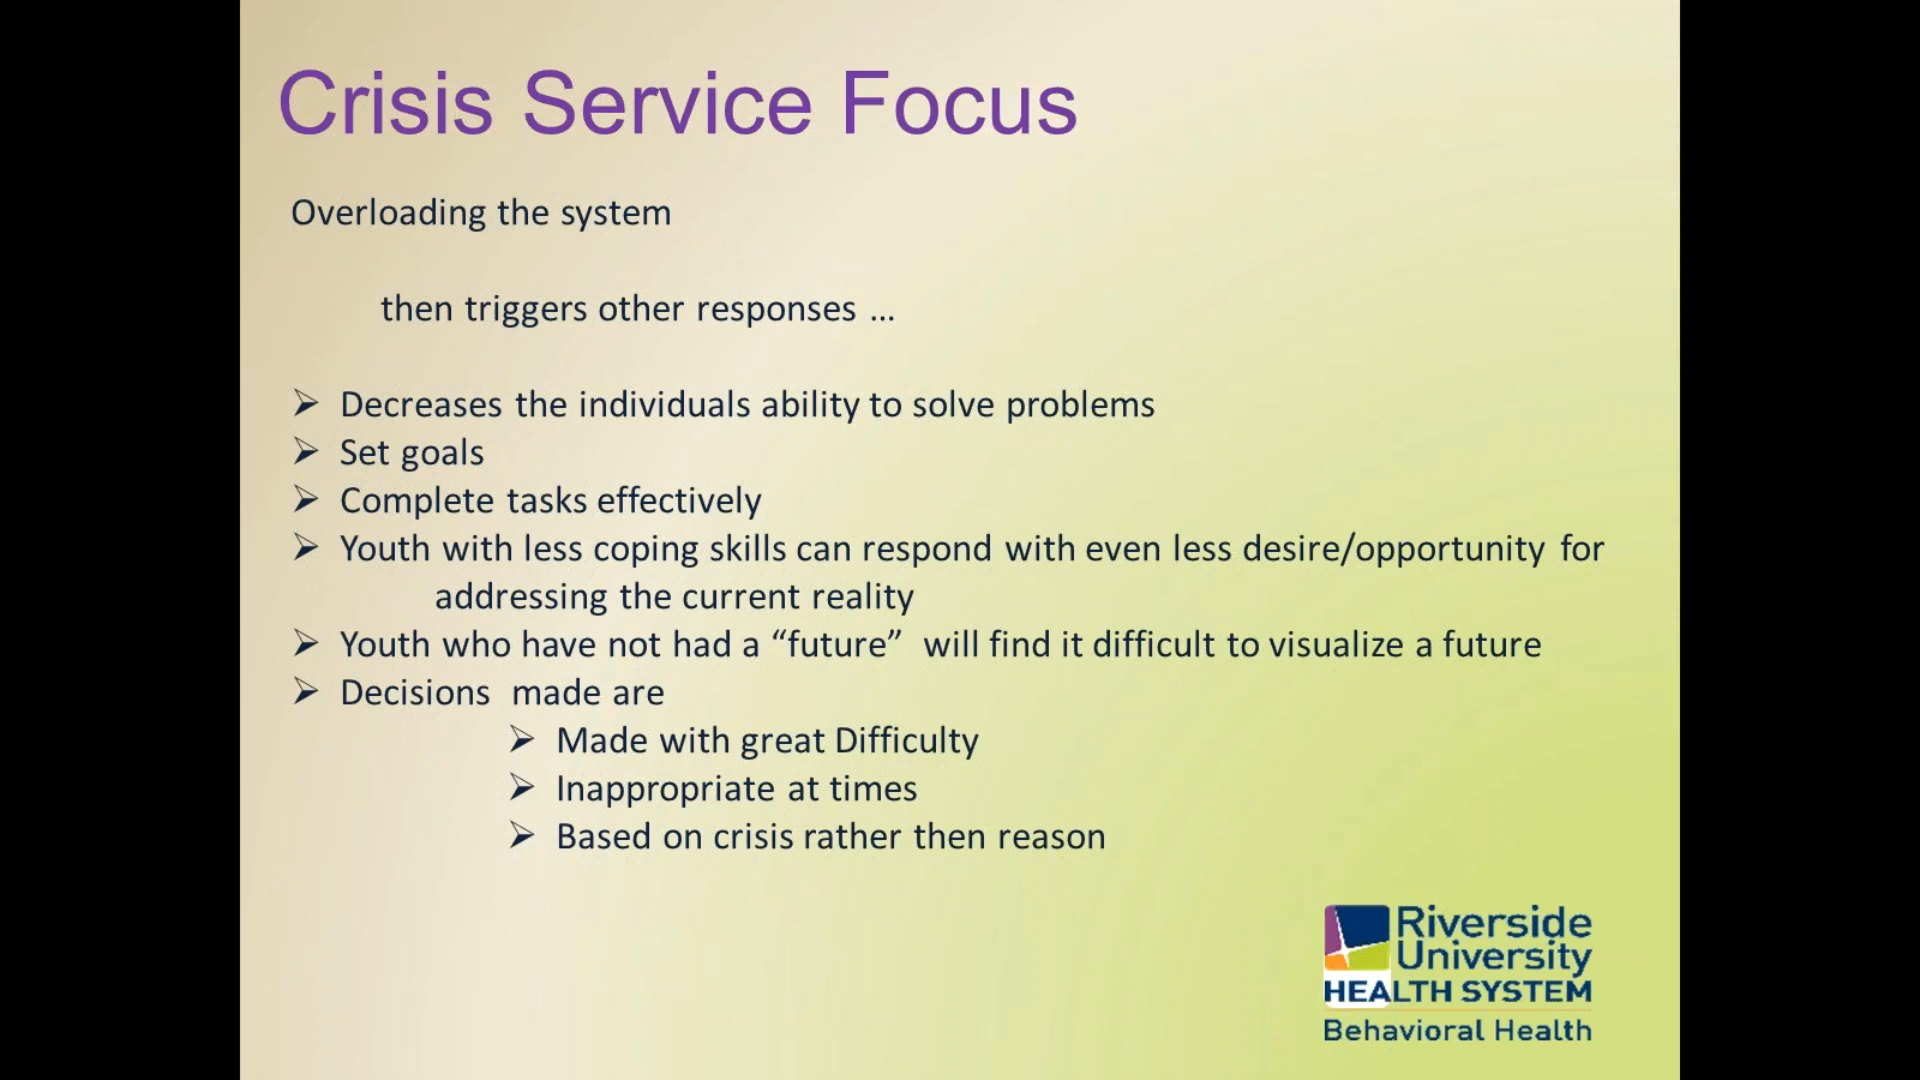 Crisis Service Focus
Overloading the system
then triggers other responses ...
➢ Decreases the individuals ability to solve problems
➢ Set goals
➢ Complete tasks effectively
➢ Youth with less coping skills can respond with even less desire/opportunity for
addressing the current reality
➢ Youth who have not had a “future” will find it difficult to visualize a future
➢ Decisions made are
➢ Made with great Difficulty
➢ Inappropriate at times
➢ Based on crisis rather then reason
Riverside
University
HEALTH SYSTEM
Behavioral Health